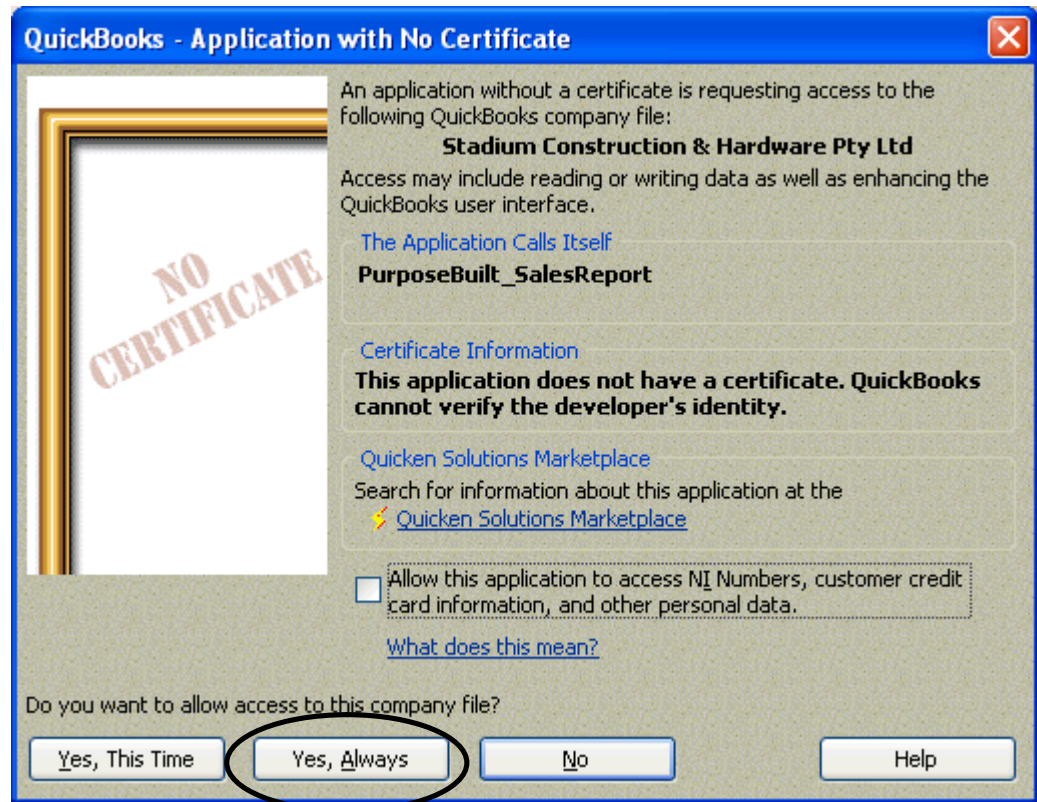 QuickBooks - Application with No Certificate
An application without a certificate is requesting access to the
following QuickBooks company file:
Stadium Construction & Hardware Pty Ltd
Access may include reading or writing data as well as enhancing the
QuickBooks user interface.
NO
CERTIFICATE
The Application Calls Itself
PurposeBuilt_SalesReport
Certificate Information
This application does not have a certificate. QuickBooks
cannot verify the developer's identity.
Quicken Solutions Marketplace
Search for information about this application at the
Quicken Solutions Marketplace
Allow this application to access NI Numbers, customer credit
card information, and other personal data.
What does this mean?
Do you want to allow access to this company file?
Yes, This Time
Yes, Always
No
Help